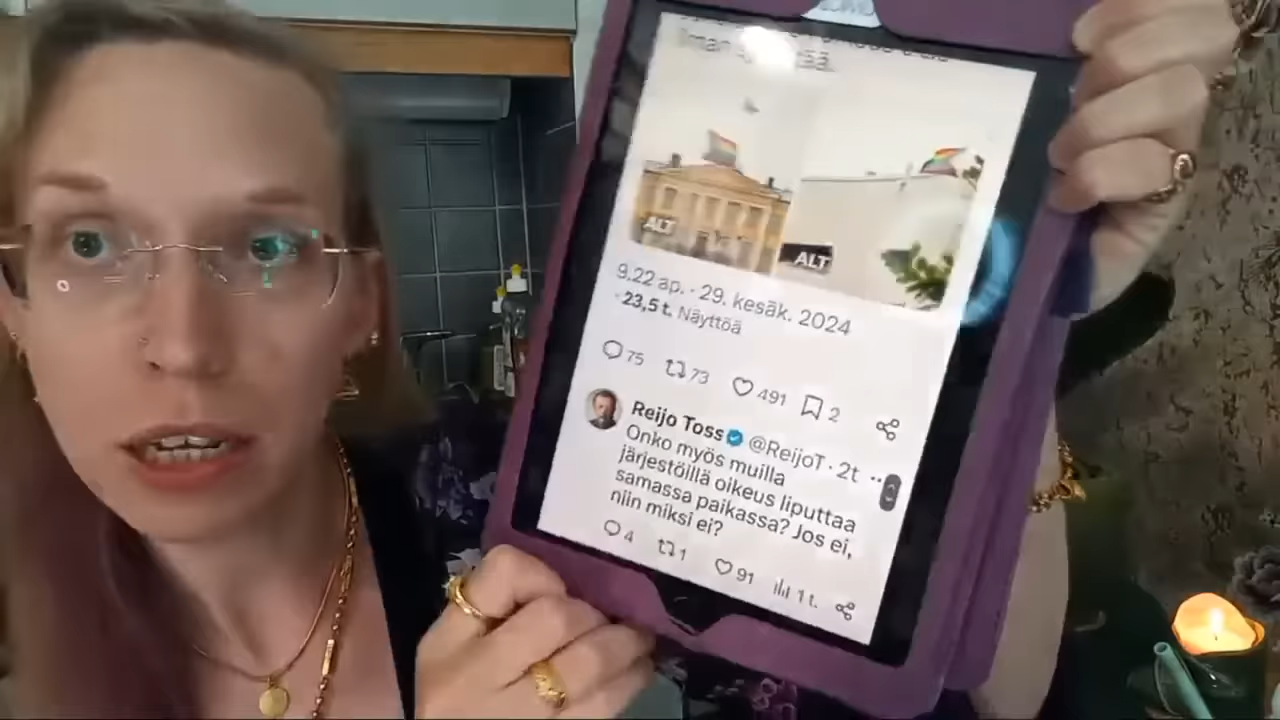 ALT
ALT
9.22 ap. · 29. kesäk. 2024
· 23,5 t. Näyttöä
75 73 491 2
Reijo Toss @ReijoT · 2t ···
Onko myös muilla
järjestöillä oikeus liputtaa
samassa paikassa? Jos ei,
niin miksi ei?
4 1 91 1 t.